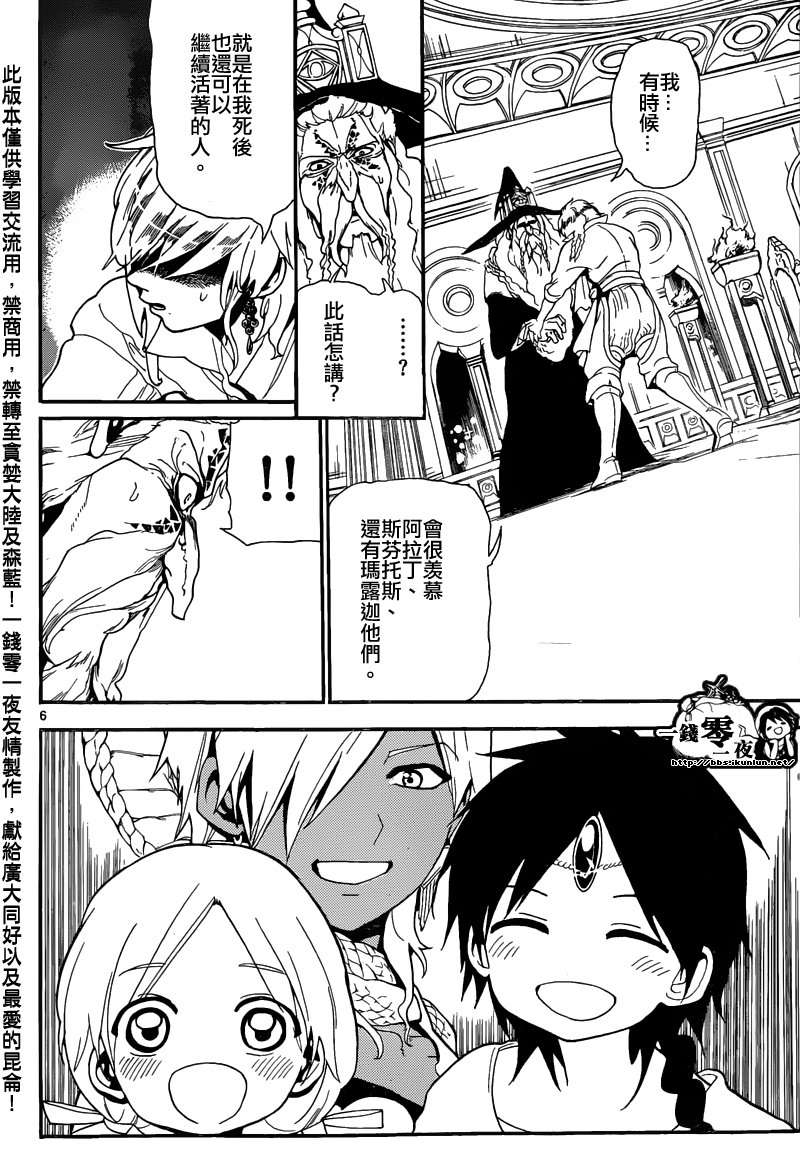 我…
有時候…
會很羨慕
阿拉丁、
斯芬托斯、
還有瑪露迦他們。
……?
此話怎講?
就是在我死後
也還可以
繼續活著的人。
!!
6
一錢零一夜
http://bbs.ikunlun.net/
此版本僅供學習交流用，禁商用，禁轉至貪婪大陸及森藍！一錢零一夜友情製作，獻給廣大同好以及最愛的昆侖！